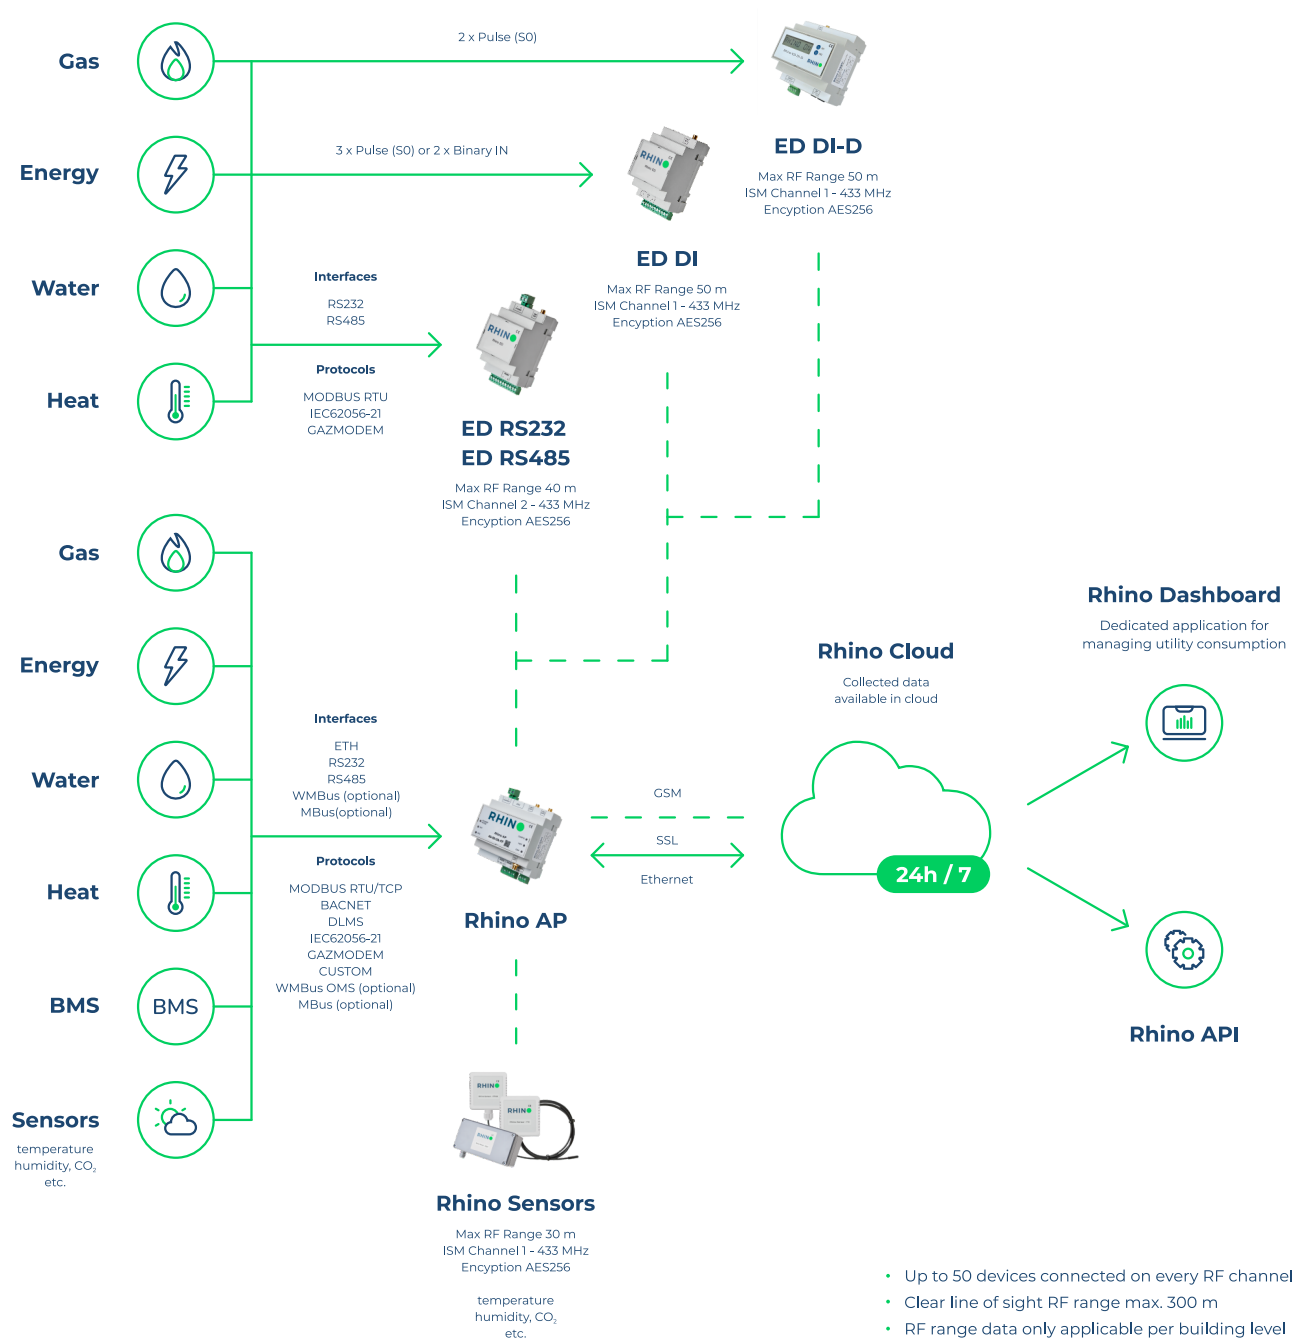 Gas
2 x Pulse (S0)
RHINO
ED DI-D
Max RF Range 50 m
ISM Channel 1 - 433 MHz
Encyption AES256
Energy
3 x Pulse (S0) or 2 x Binary IN
RHINO
ED DI
Max RF Range 50 m
ISM Channel 1 - 433 MHz
Encyption AES256
Water
Interfaces
RS232
RS485
RHINO
Heat
Protocols
MODBUS RTU
IEC62056-21
GAZMODEM
ED RS232
ED RS485
Max RF Range 40 m
ISM Channel 2 - 433 MHz
Encyption AES256
Gas
Energy
Water
Heat
BMS
BMS
Sensors
temperature
humidity, CO₂
etc.
Interfaces
ETH
RS232
RS485
WMBus (optional)
MBus(optional)
Protocols
MODBUS RTU/TCP
BACNET
DLMS
IEC62056-21
GAZMODEM
CUSTOM
WMBus OMS (optional)
MBus (optional)
RHINO
Rhino AP
GSM
SSL
Ethernet
Rhino Cloud
Collected data
available in cloud
24h / 7
Rhino Dashboard
Dedicated application for
managing utility consumption
Rhino API
RHINO
RHINO
RHINO
Rhino Sensors
Max RF Range 30 m
ISM Channel 1 - 433 MHz
Encyption AES256
temperature
humidity, CO₂
etc.
• Up to 50 devices connected on every RF channel
• Clear line of sight RF range max. 300 m
• RF range data only applicable per building level